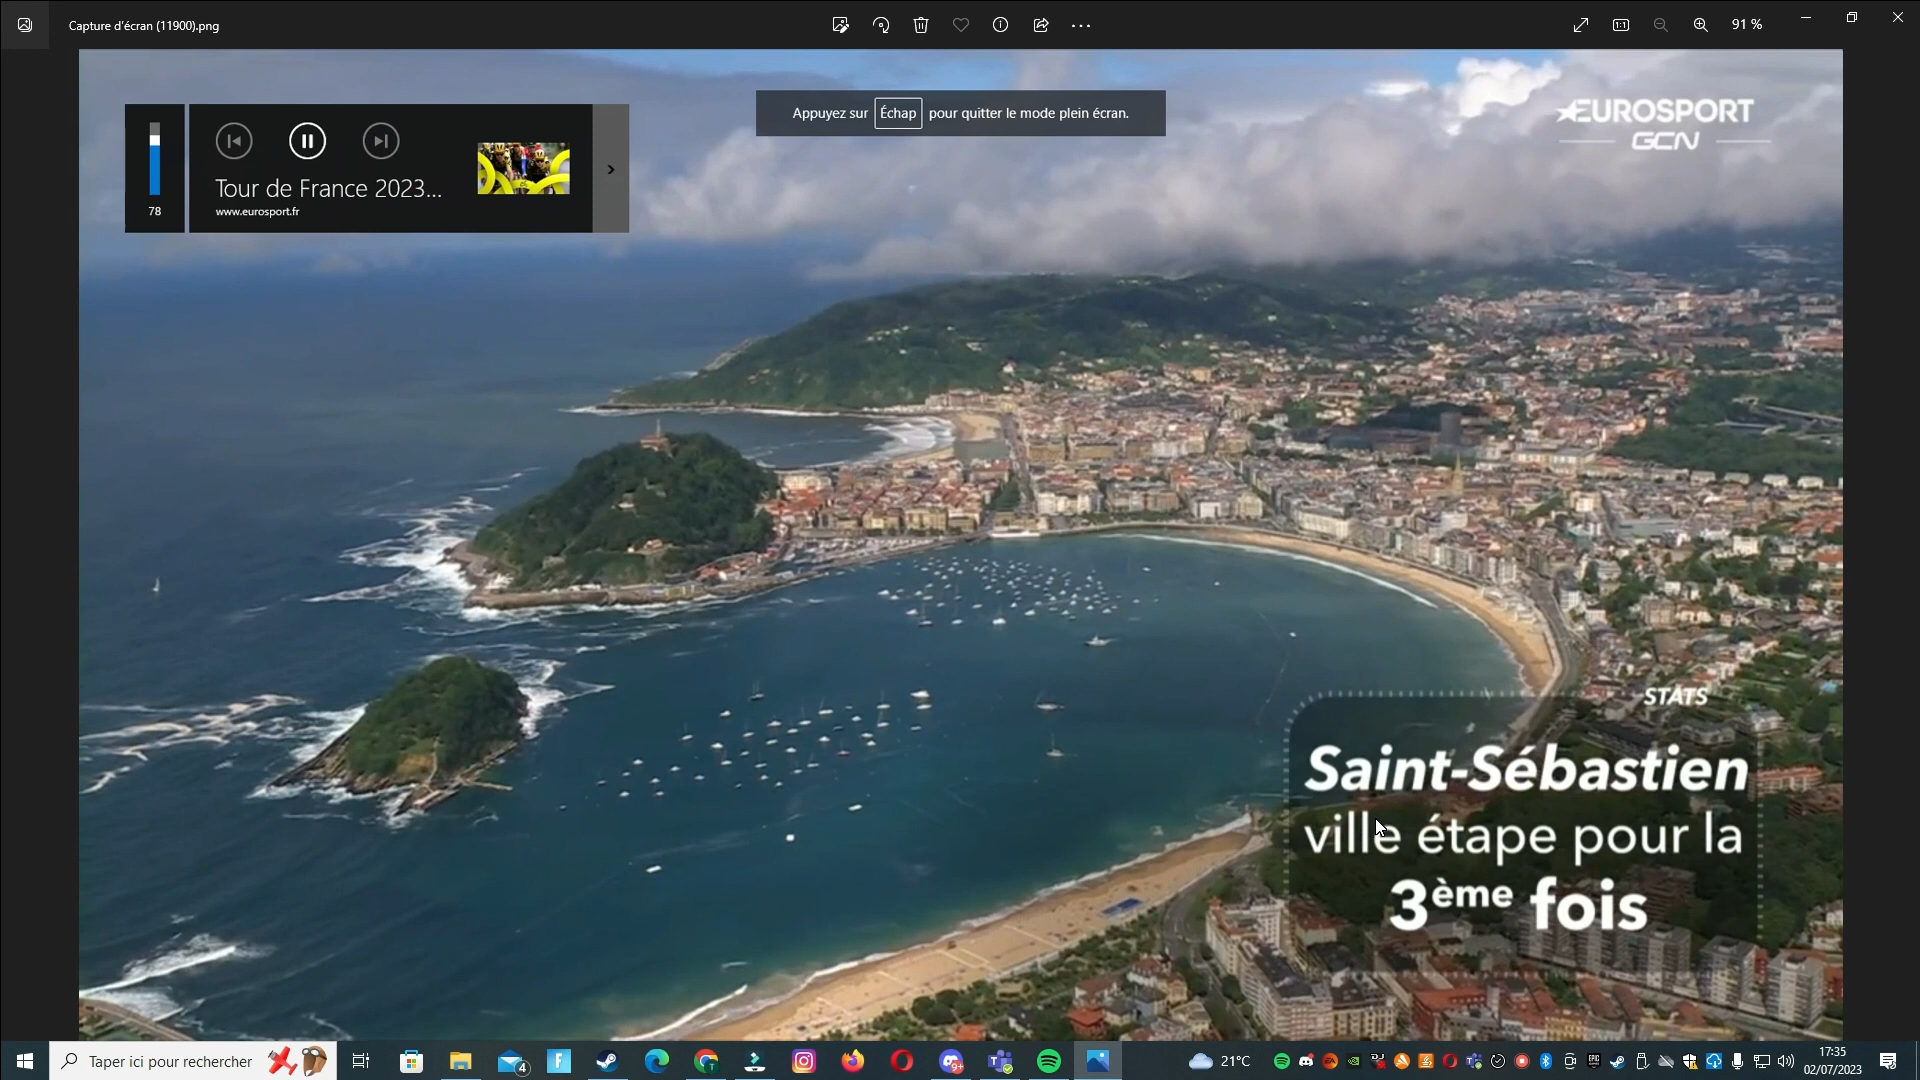 Capture d'écran (11900).png
91 %
Appuyez sur Échap pour quitter le mode plein écran.
EUROSPORT
GCN
Tour de France 2023...
78
www.eurosport.fr
STATS
Saint-Sébastien
ville étape pour la
3ème fois
Taper ici pour rechercher
4
9+
21°C
17:35
02/07/2023